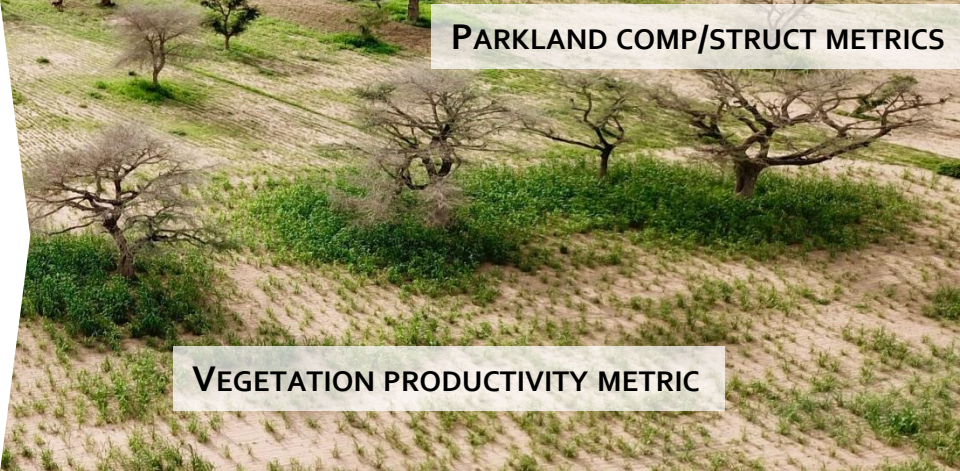 PARKLAND COMP/STRUCT METRICS
VEGETATION PRODUCTIVITY METRIC